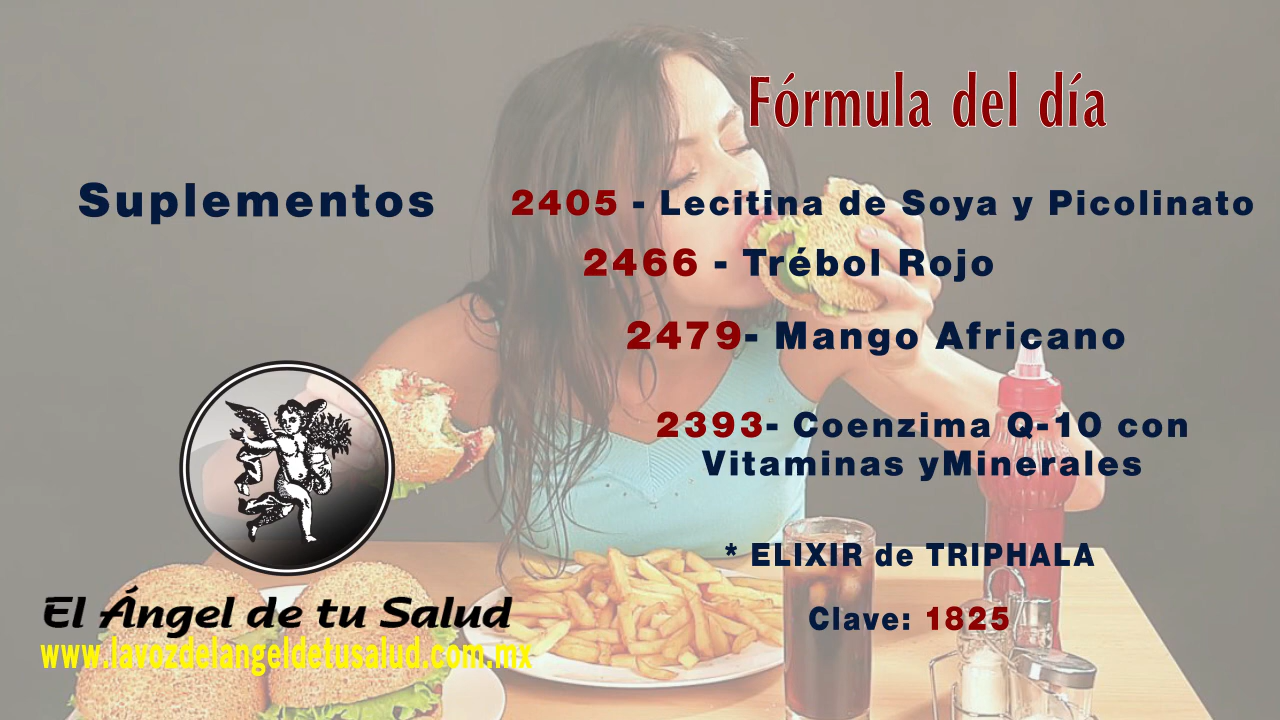 Fórmula del día
Suplementos
2405 - Lecitina de Soya y Picolinato
2466 - Trébol Rojo
2479- Mango Africano
2393- Coenzima Q-10 con
Vitaminas yMinerales
* ELIXIR de TRIPHALA
Clave: 1825
El Ángel de tu Salud
www.lavozdelangeldetusalud.com.mx